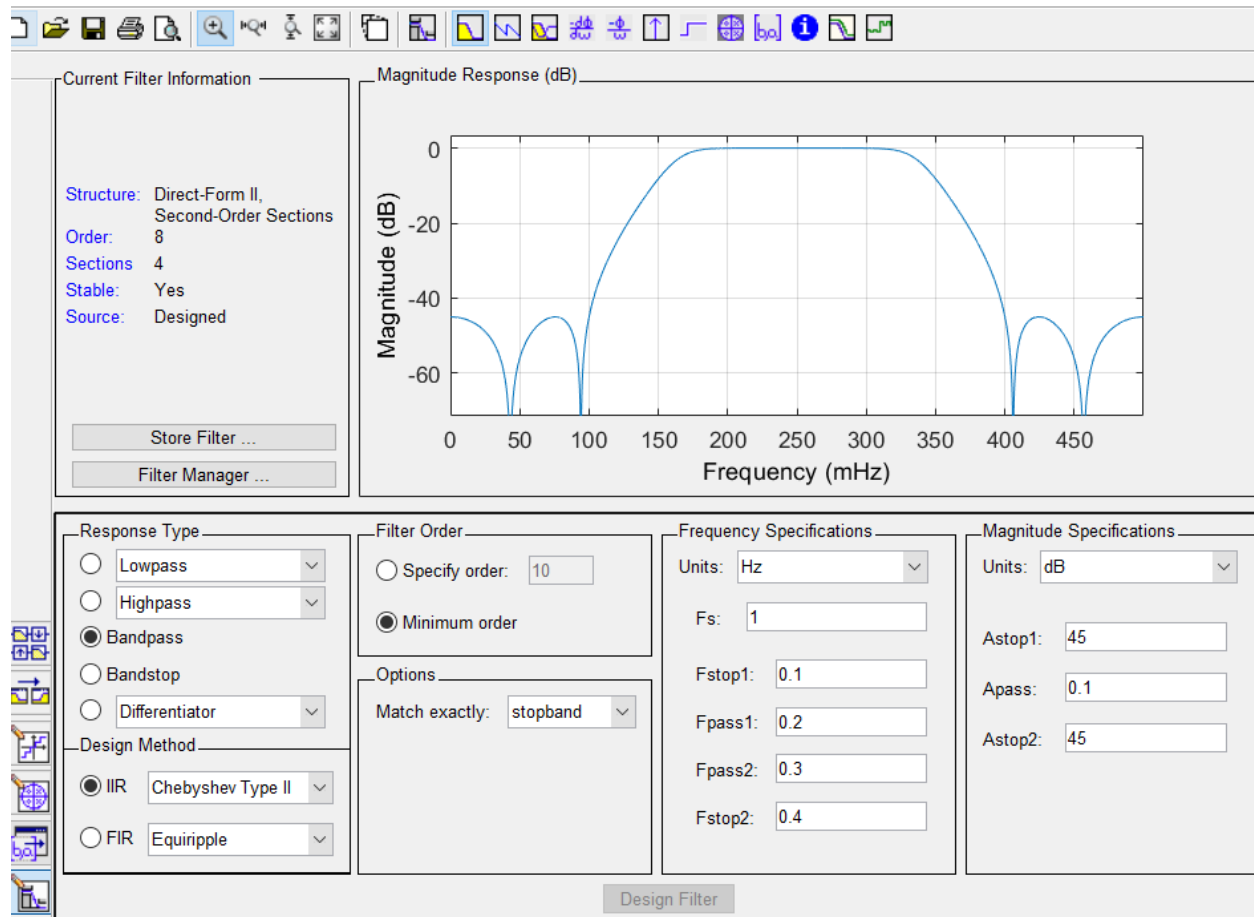 Current Filter Information
Structure: Direct-Form II,
Second-Order Sections
Order: 8
Sections 4
Stable: Yes
Source: Designed
Store Filter ...
Filter Manager ...
Magnitude Response (dB)
0
-20
-40
-60
Magnitude (dB)
0 50 100 150 200 250 300 350 400 450
Frequency (mHz)
Response Type
Lowpass
Highpass
Bandpass
Bandstop
Differentiator
Design Method
IIR Chebyshev Type II
FIR Equiripple
Filter Order
Specify order: 10
Minimum order
Options
Match exactly: stopband
Frequency Specifications
Units: Hz
Fs: 1
Fstop1: 0.1
Fpass1: 0.2
Fpass2: 0.3
Fstop2: 0.4
Magnitude Specifications
Units: dB
Astop1: 45
Apass: 0.1
Astop2: 45
Design Filter